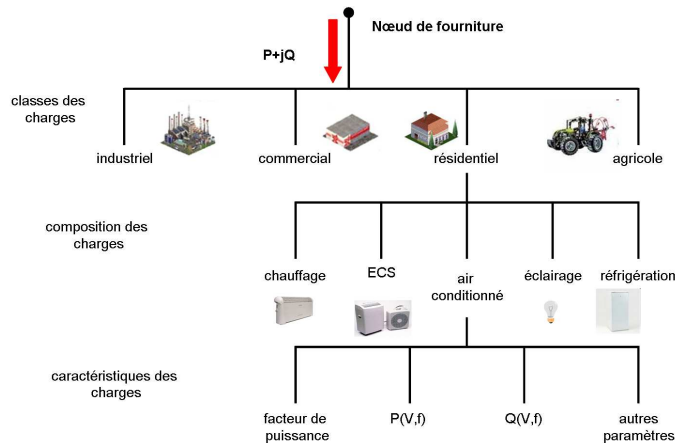 Nœud de fourniture
P+jQ
classes des
charges
industriel
commercial
résidentiel
agricole
composition des
charges
chauffage
ECS
air
conditionné
éclairage
réfrigération
caractéristiques des
charges
facteur de
puissance
P(V,f)
Q(V,f)
autres
paramètres